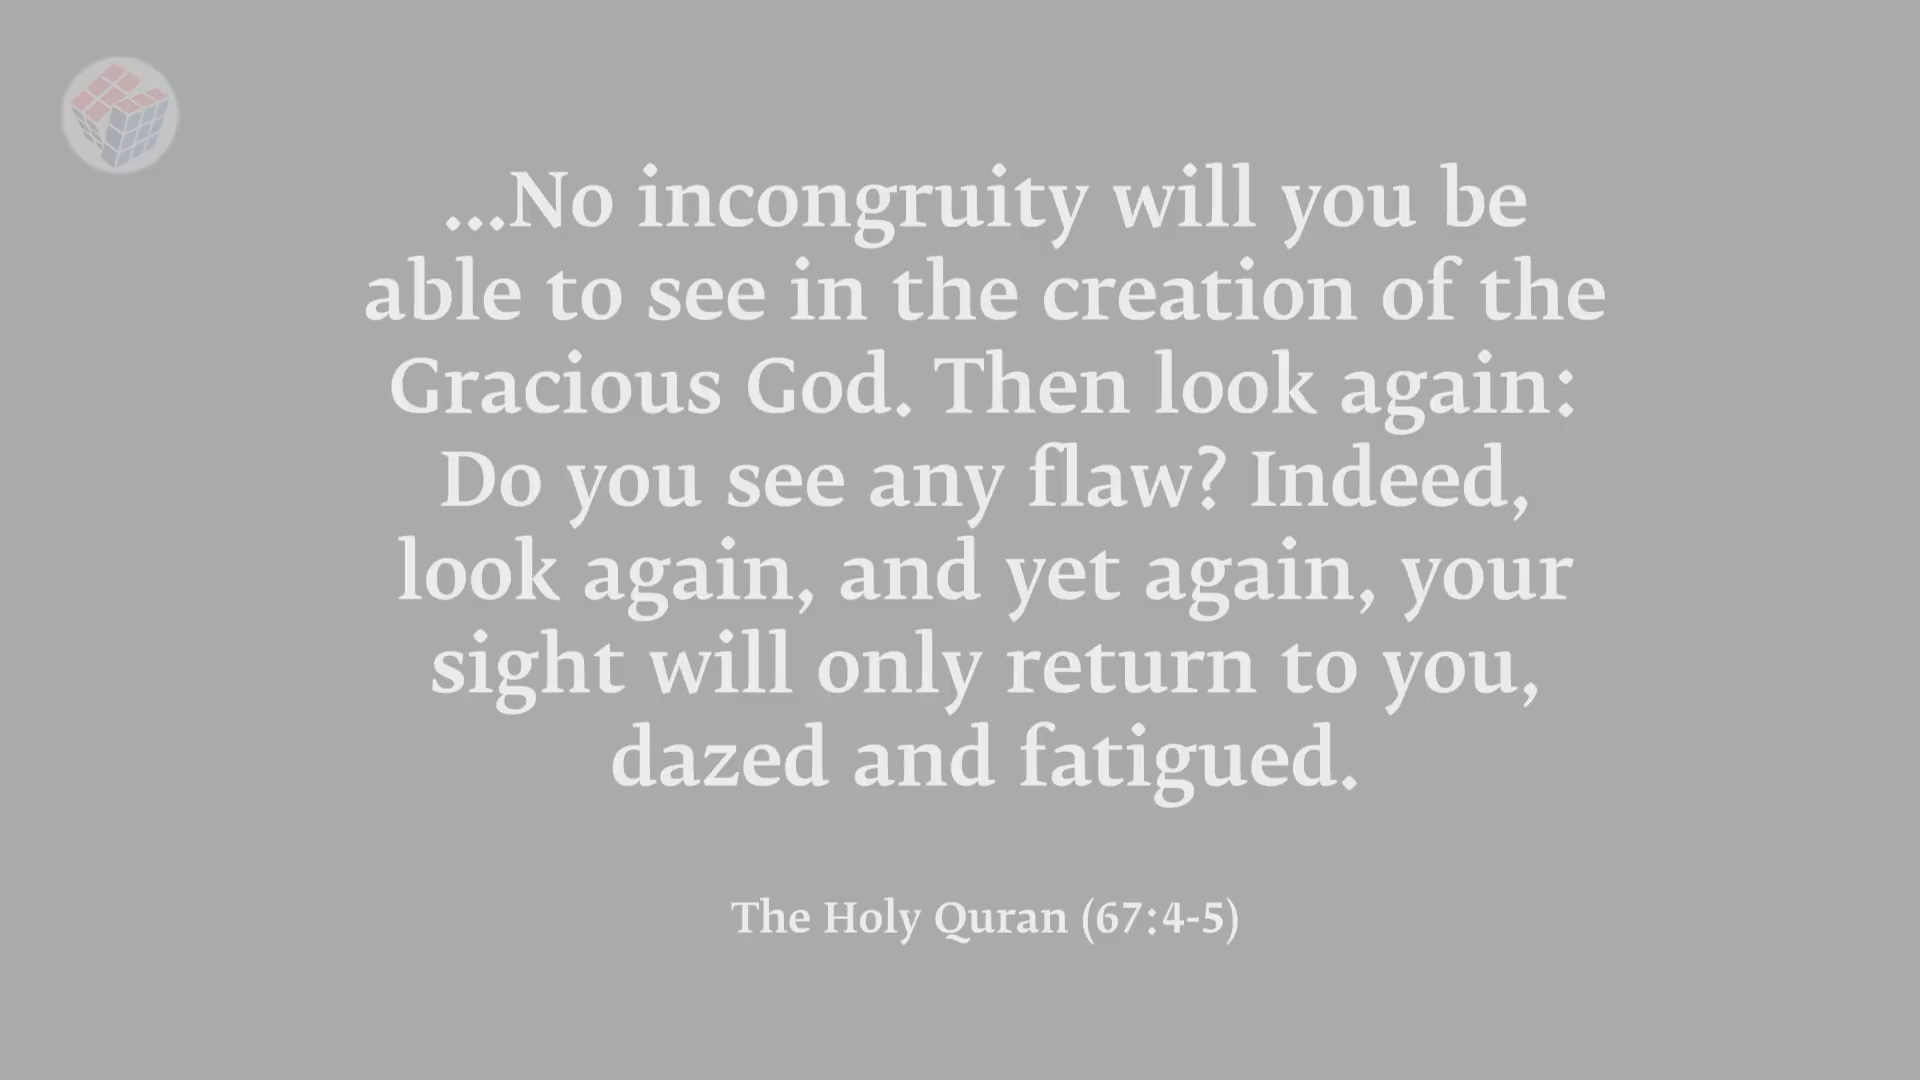 ...No incongruity will you be
able to see in the creation of the
Gracious God. Then look again:
Do you see any flaw? Indeed,
look again, and yet again, your
sight will only return to you,
dazed and fatigued.
The Holy Quran (67:4-5)